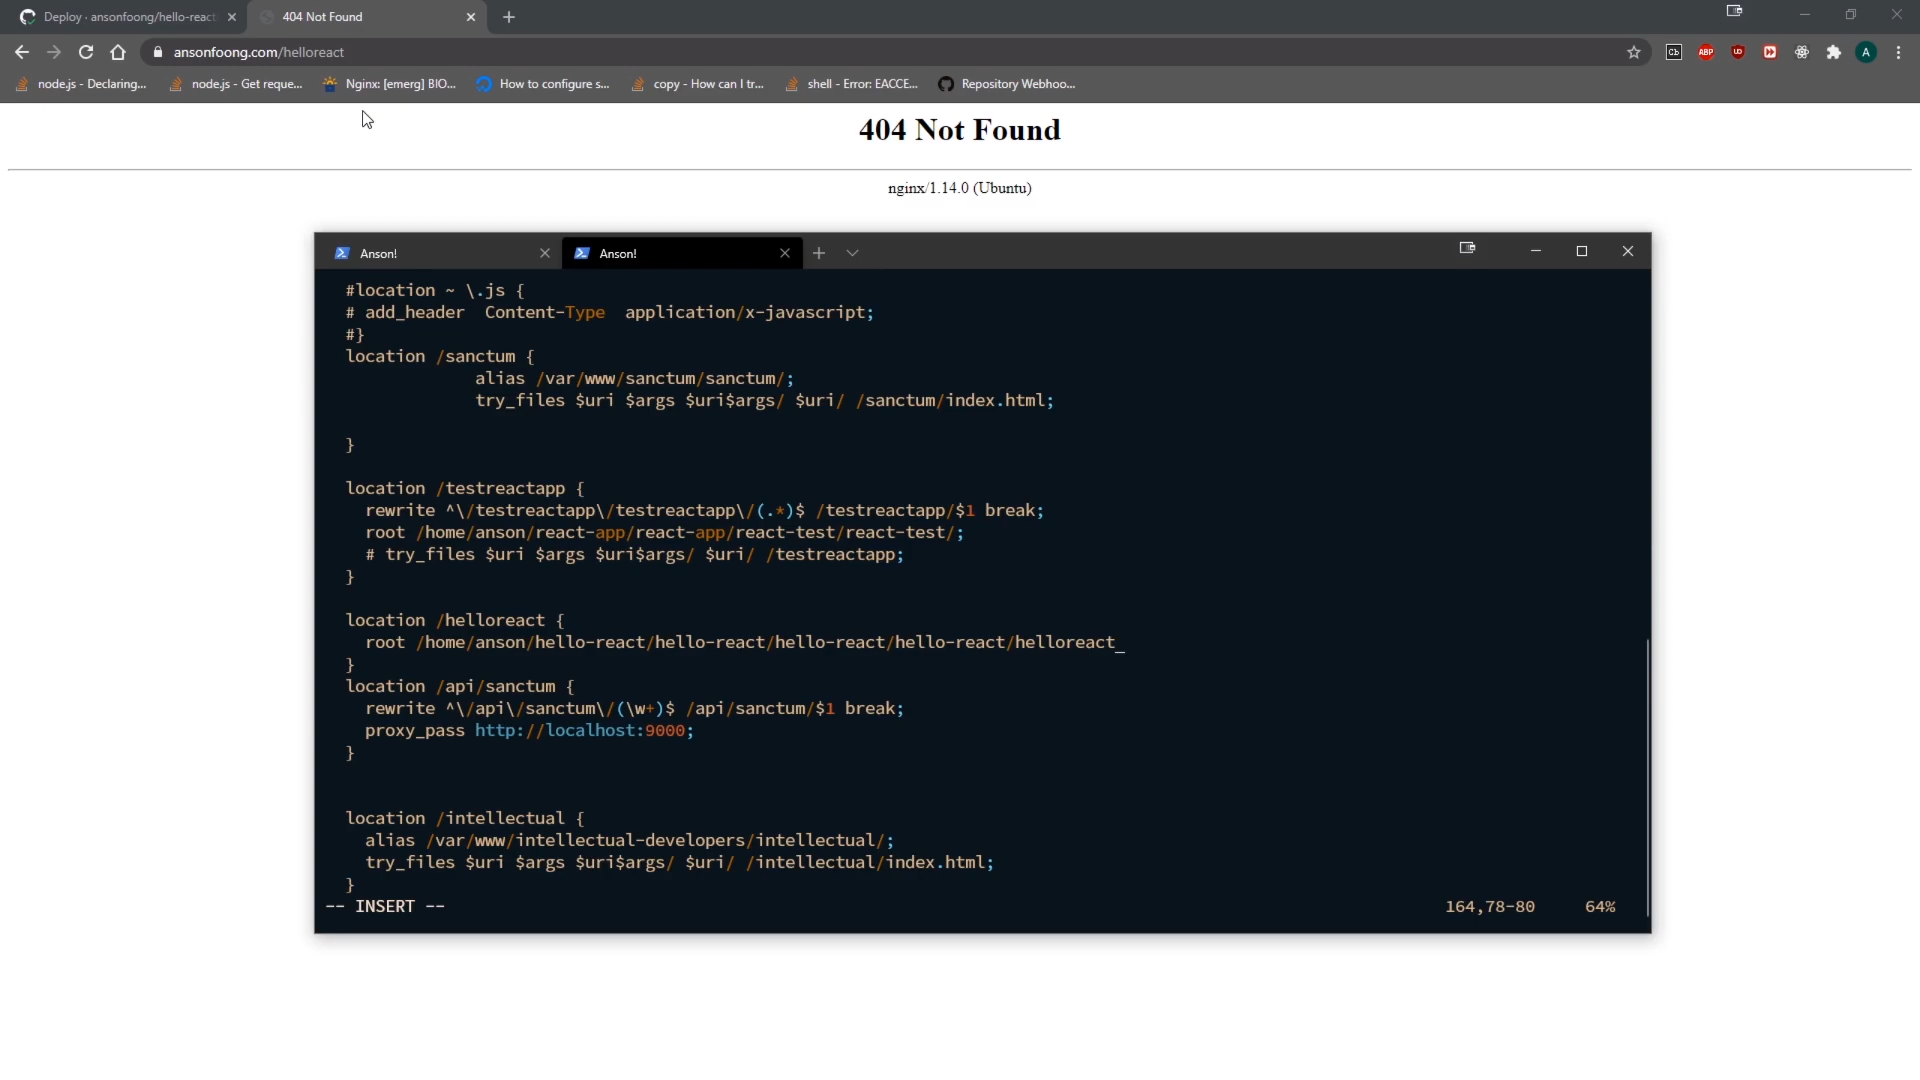 Deploy · ansonfoong/hello-react
404 Not Found
ansonfoong.com/helloreact
Cb
ABP
UD
A
node.js - Declaring...
node.js - Get reque...
Nginx: [emerg] BIO...
How to configure s...
copy - How can I tr...
shell - Error: EACCE...
Repository Webhoo...
404 Not Found
nginx/1.14.0 (Ubuntu)
Anson!
Anson!
#location ~ \.js {
# add_header  Content-Type  application/x-javascript;
#}
location /sanctum {
alias /var/www/sanctum/sanctum/;
try_files $uri $args $uri$args/ $uri/ /sanctum/index.html;
}
location /testreactapp {
rewrite ^\/testreactapp\/testreactapp\/(.*)$ /testreactapp/$1 break;
root /home/anson/react-app/react-app/react-test/react-test/;
# try_files $uri $args $uri$args/ $uri/ /testreactapp;
}
location /helloreact {
root /home/anson/hello-react/hello-react/hello-react/hello-react/helloreact_
}
location /api/sanctum {
rewrite ^\/api\/sanctum\/(\w+)$ /api/sanctum/$1 break;
proxy_pass http://localhost:9000;
}
location /intellectual {
alias /var/www/intellectual-developers/intellectual/;
try_files $uri $args $uri$args/ $uri/ /intellectual/index.html;
}
-- INSERT --
164,78-80
64%